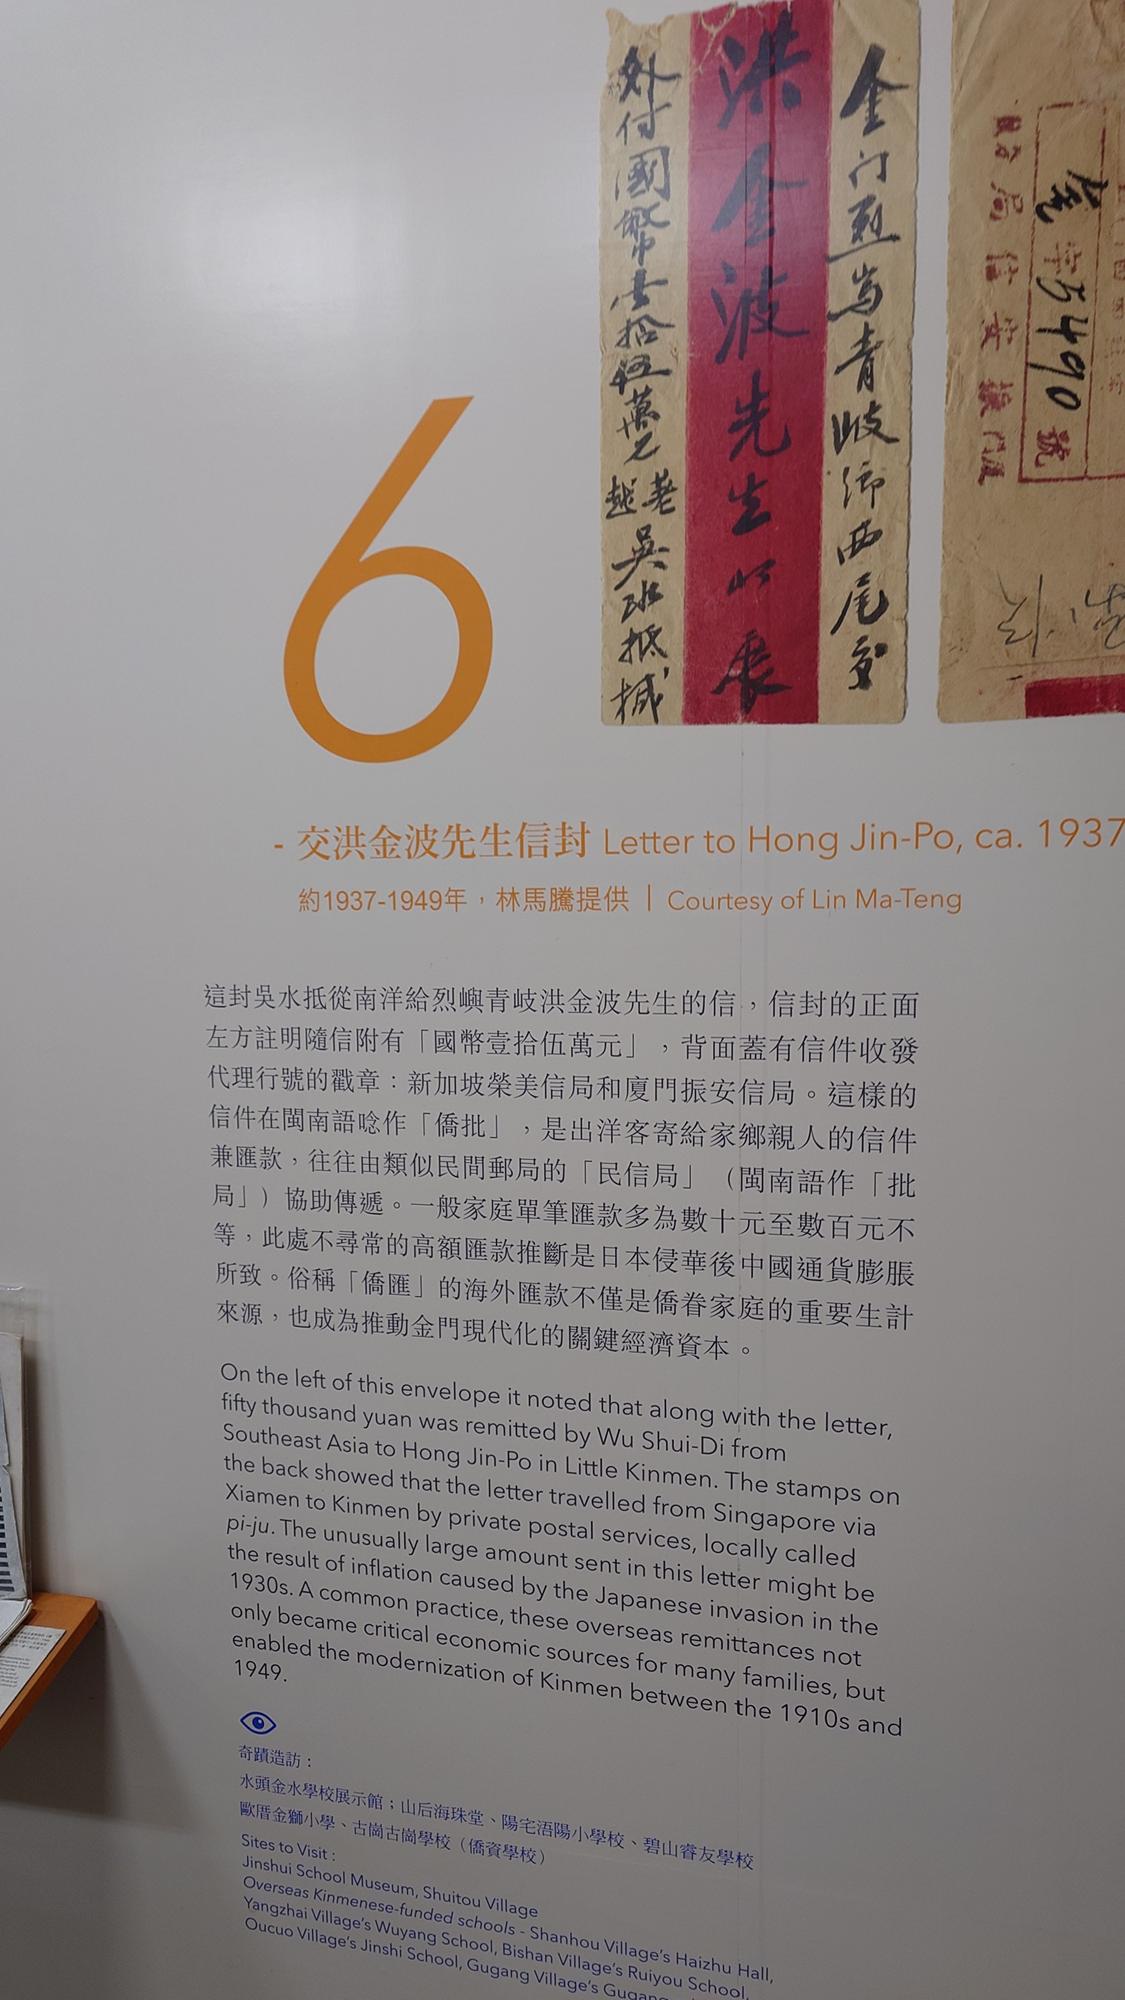 金门烈嶼青岐鄉西尾交
洪金波先生收展
外付國幣壹拾伍萬元
吳水抵槭
金字5490號
6
- 交洪金波先生信封 Letter to Hong Jin-Po, ca. 1937
約1937-1949年,林馬騰提供 | Courtesy of Lin Ma-Teng
這封吳水抵從南洋給烈嶼青岐洪金波先生的信,信封的正面
左方註明隨信附有「國幣壹拾伍萬元」,背面蓋有信件收發
代理行號的戳章:新加坡榮美信局和廈門振安信局。這樣的
信件在閩南語唸作「僑批」,是出洋客寄給家鄉親人的信件
兼匯款,往往由類似民間郵局的「民信局」(閩南語作「批
局」)協助傳遞。一般家庭單筆匯款多為數十元至數百元不
等,此處不尋常的高額匯款推斷是日本侵華後中國通貨膨脹
所致。俗稱「僑匯」的海外匯款不僅是僑眷家庭的重要生計
來源,也成為推動金門現代化的關鍵經濟資本。
On the left of this envelope it noted that along with the letter,
fifty thousand yuan was remitted by Wu Shui-Di from
Southeast Asia to Hong Jin-Po in Little Kinmen. The stamps on
the back showed that the letter travelled from Singapore via
Xiamen to Kinmen by private postal services, locally called
pi-ju. The unusually large amount sent in this letter might be
the result of inflation caused by the Japanese invasion in the
1930s. A common practice, these overseas remittances not
only became critical economic sources for many families, but
enabled the modernization of Kinmen between the 1910s and
1949.
奇蹟造訪:
水頭金水學校展示館;山后海珠堂、陽宅浯陽小學校、碧山睿友學校
歐厝金獅小學、古崗古崗學校(僑資學校)
Sites to Visit :
Jinshui School Museum, Shuitou Village
Overseas Kinmenese-funded schools - Shanhou Village's Haizhu Hall,
Yangzhai Village's Wuyang School, Bishan Village's Ruiyou School,
Oucuo Village's Jinshi School, Gugang Village's Gugang